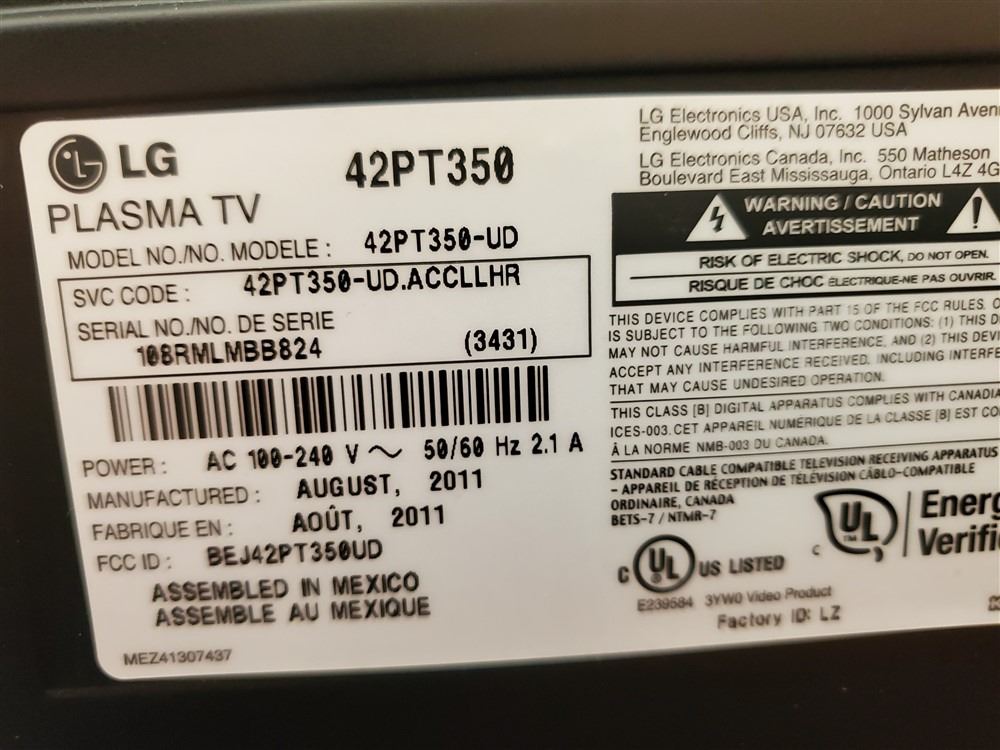 LG
42PT350
PLASMA TV
MODEL NO./NO. MODELE : 42PT350-UD
SVC CODE : 42PT350-UD.ACCLLHR
SERIAL NO./NO. DE SERIE
108RMLMBB824 (3431)
POWER : AC 100-240 V ~ 50/60 Hz 2.1 A
MANUFACTURED : AUGUST, 2011
FABRIQUE EN : AOÛT, 2011
FCC ID : BEJ42PT350UD
ASSEMBLED IN MEXICO
ASSEMBLE AU MEXIQUE
MEZ41307437
LG Electronics USA, Inc. 1000 Sylvan Aven
Englewood Cliffs, NJ 07632 USA
LG Electronics Canada, Inc. 550 Matheson
Boulevard East Mississauga, Ontario L4Z 4G
WARNING / CAUTION
AVERTISSEMENT
RISK OF ELECTRIC SHOCK, DO NOT OPEN.
RISQUE DE CHOC ÉLECTRIQUE-NE PAS OUVRIR.
THIS DEVICE COMPLIES WITH PART 15 OF THE FCC RULES. O
IS SUBJECT TO THE FOLLOWING TWO CONDITIONS: (1) THIS D
MAY NOT CAUSE HARMFUL INTERFERENCE, AND (2) THIS DEVI
ACCEPT ANY INTERFERENCE RECEIVED, INCLUDING INTERFE
THAT MAY CAUSE UNDESIRED OPERATION.
THIS CLASS [B] DIGITAL APPARATUS COMPLIES WITH CANADIA
ICES-003. CET APPAREIL NUMÉRIQUE DE LA CLASSE [B] EST CO
À LA NORME NMB-003 DU CANADA.
STANDARD CABLE COMPATIBLE TELEVISION RECEIVING APPARATUS
- APPAREIL DE RÉCEPTION DE TÉLÉVISION CÂBLO-COMPATIBLE
ORDINAIRE, CANADA
BETS-7 / NTMR-7
C UL US LISTED
E239584 3YW0 Video Product
Factory ID: LZ
C UL TM Energ
Verifi